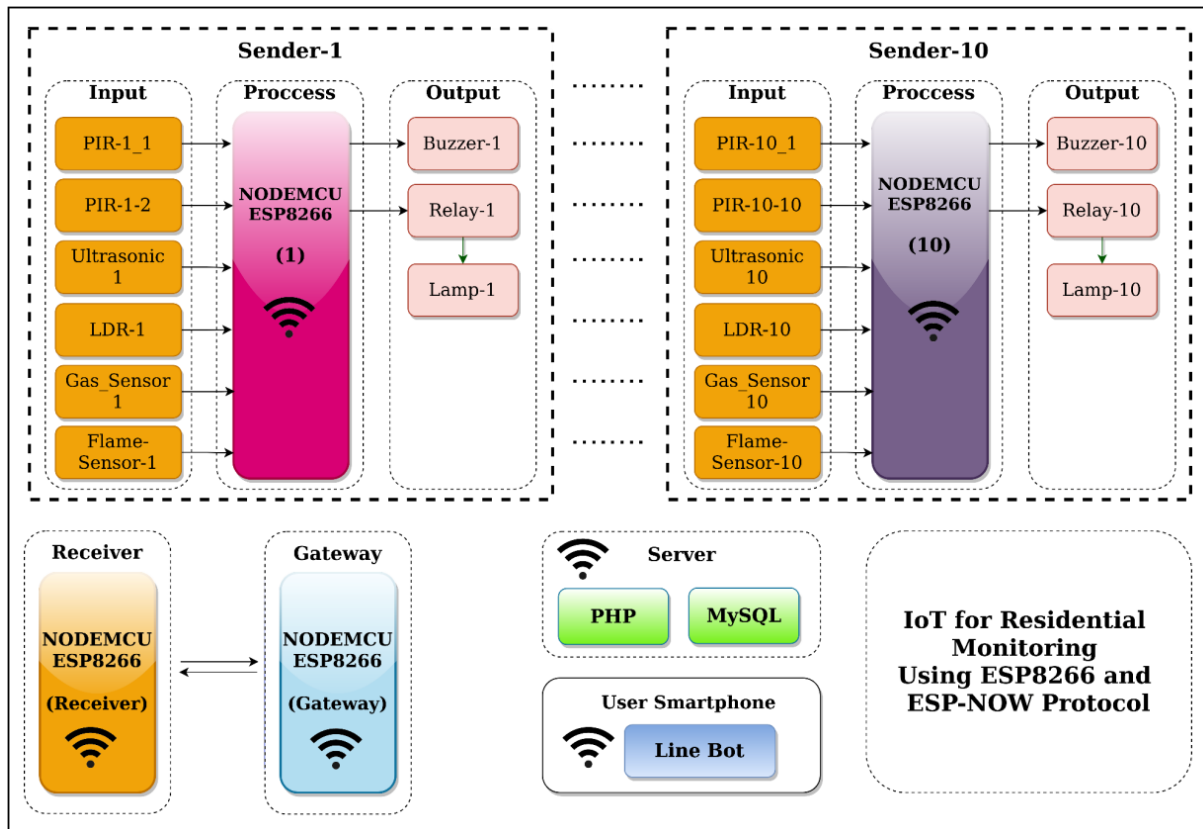 Sender-1
Input
Proccess
Output
PIR-1_1
PIR-1-2
Ultrasonic
1
LDR-1
Gas_Sensor
1
Flame-
Sensor-1
NODEMCU
ESP8266
(1)
Buzzer-1
Relay-1
Lamp-1
Sender-10
Input
Proccess
Output
PIR-10_1
PIR-10-10
Ultrasonic
10
LDR-10
Gas_Sensor
10
Flame-
Sensor-10
NODEMCU
ESP8266
(10)
Buzzer-10
Relay-10
Lamp-10
Receiver
NODEMCU
ESP8266
(Receiver)
Gateway
NODEMCU
ESP8266
(Gateway)
Server
PHP
MySQL
User Smartphone
Line Bot
IoT for Residential
Monitoring
Using ESP8266 and
ESP-NOW Protocol